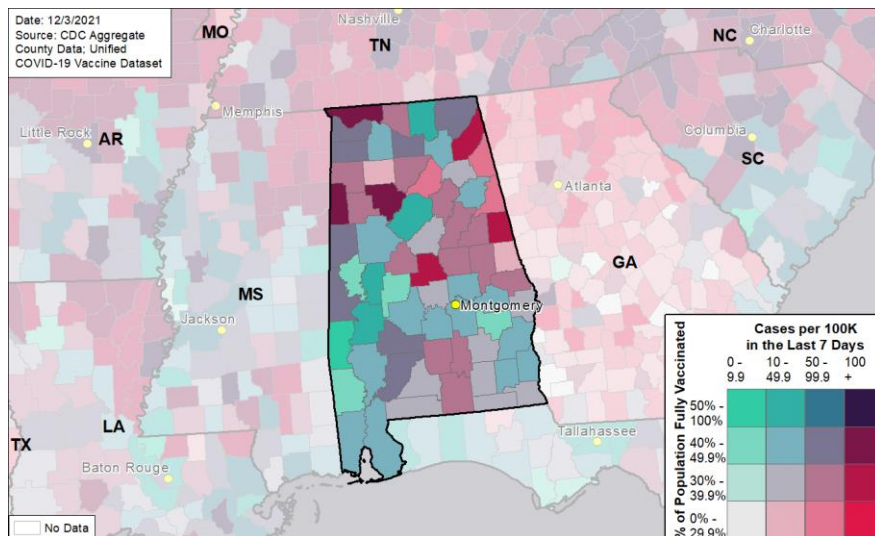 Date: 12/3/2021
Source: CDC Aggregate
County Data; Unified
COVID-19 Vaccine Dataset
MO
Nashville
TN
NC
Charlotte
Memphis
Little Rock
AR
Columbia
SC
Atlanta
GA
MS
Montgomery
Jackson
LA
TX
Baton Rouge
Tallahassee
No Data
Cases per 100K
in the Last 7 Days
0 -
9.9
10 -
49.9
50 -
99.9
100
+
% of Population Fully Vaccinated
50% -
100%
40% -
49.9%
30% -
39.9%
0% -
29.9%